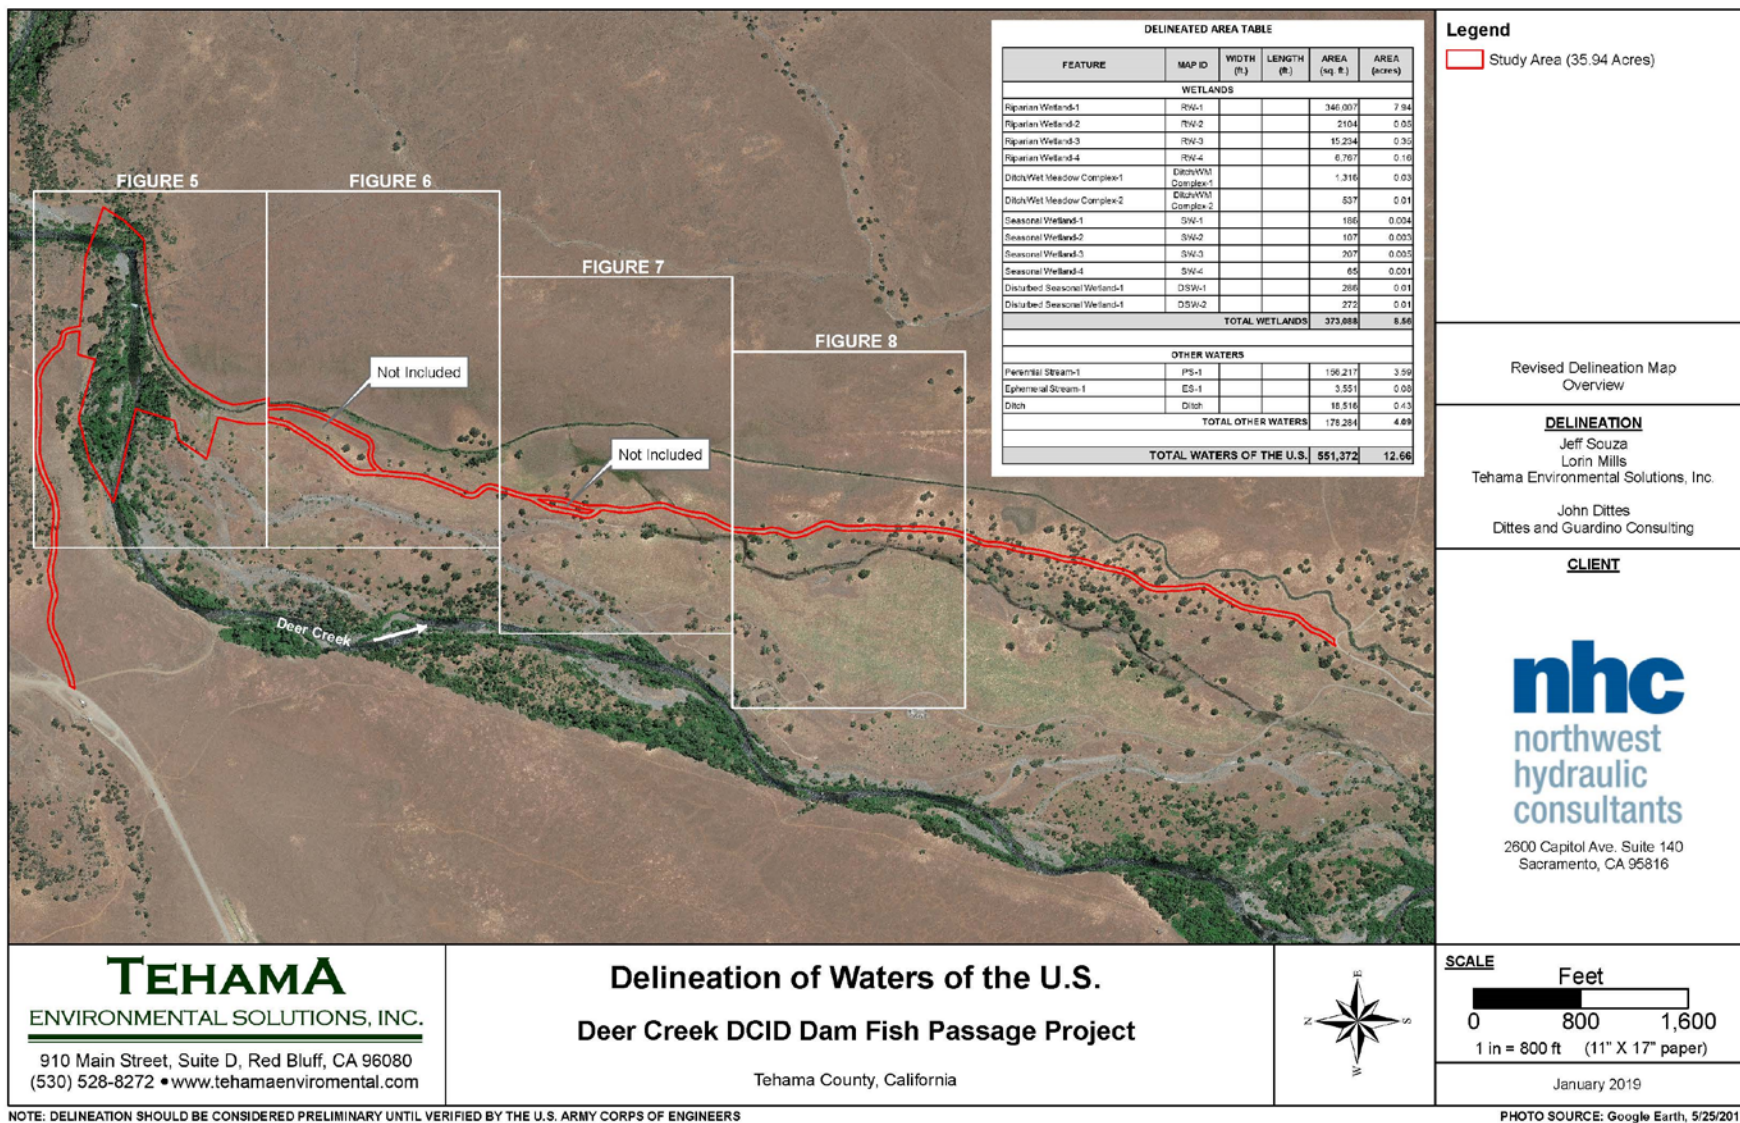 DELINEATED AREA TABLE
FEATURE MAP ID WIDTH (ft.) LENGTH (ft.) AREA (sq. ft.) AREA (acres)
WETLANDS
Riparian Wetland-1 RW-1 346,007 7.94
Riparian Wetland-2 RW-2 2104 0.05
Riparian Wetland-3 RW-3 15,234 0.35
Riparian Wetland-4 RW-4 6,767 0.16
Ditch/Wet Meadow Complex-1 Ditch/WM Complex-1 1,316 0.03
Ditch/Wet Meadow Complex-2 Ditch/WM Complex-2 537 0.01
Seasonal Wetland-1 SW-1 186 0.004
Seasonal Wetland-2 SW-2 107 0.003
Seasonal Wetland-3 SW-3 207 0.005
Seasonal Wetland-4 SW-4 65 0.001
Disturbed Seasonal Wetland-1 DSW-1 286 0.01
Disturbed Seasonal Wetland-1 DSW-2 272 0.01
TOTAL WETLANDS 373,088 8.56
OTHER WATERS
Perennial Stream-1 PS-1 156,217 3.59
Ephemeral Stream-1 ES-1 3,551 0.08
Ditch Ditch 18,516 0.43
TOTAL OTHER WATERS 178,284 4.09
TOTAL WATERS OF THE U.S. 551,372 12.66
FIGURE 5
FIGURE 6
FIGURE 7
FIGURE 8
Not Included
Not Included
Deer Creek
Legend
Study Area (35.94 Acres)
Revised Delineation Map
Overview
DELINEATION
Jeff Souza
Lorin Mills
Tehama Environmental Solutions, Inc.
John Dittes
Dittes and Guardino Consulting
CLIENT
nhc
northwest
hydraulic
consultants
2600 Capitol Ave. Suite 140
Sacramento, CA 95816
TEHAMA
ENVIRONMENTAL SOLUTIONS, INC.
910 Main Street, Suite D, Red Bluff, CA 96080
(530) 528-8272 • www.tehamaenviromental.com
Delineation of Waters of the U.S.
Deer Creek DCID Dam Fish Passage Project
Tehama County, California
E
N S
W
SCALE
Feet
0 800 1,600
1 in = 800 ft (11" X 17" paper)
January 2019
NOTE: DELINEATION SHOULD BE CONSIDERED PRELIMINARY UNTIL VERIFIED BY THE U.S. ARMY CORPS OF ENGINEERS
PHOTO SOURCE: Google Earth, 5/25/201